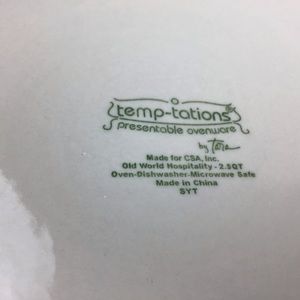 temp-tations®
presentable ovenware
by Tara
Made for CSA, Inc.
Old World Hospitality - 2.5QT
Oven-Dishwasher-Microwave Safe
Made in China
SYT